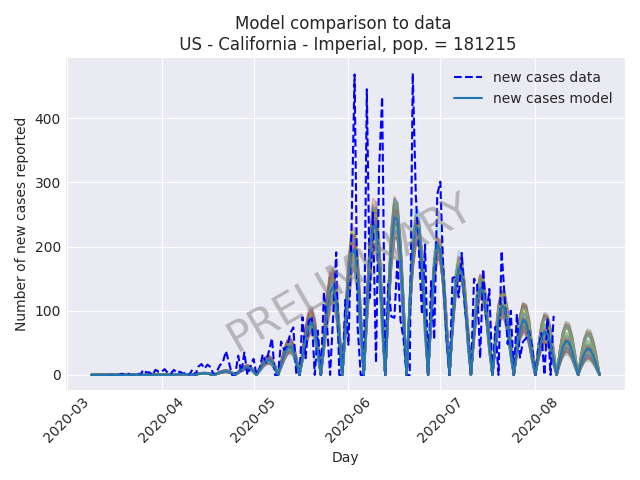 Model comparison to data
US - California - Imperial, pop. = 181215
Number of new cases reported
400
300
200
100
0
new cases data
new cases model
PRELIMINARY
2020-03
2020-04
2020-05
2020-06
2020-07
2020-08
Day